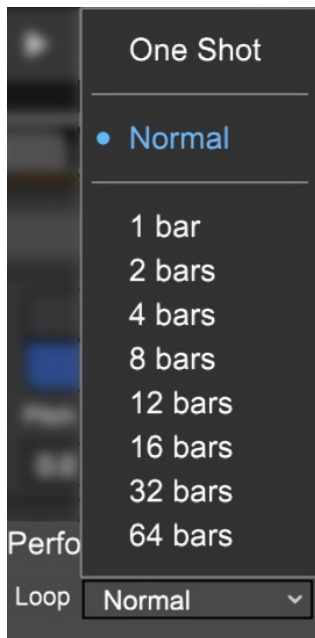 One Shot
Normal
1 bar
2 bars
4 bars
8 bars
12 bars
16 bars
32 bars
64 bars
Perfo
Loop Normal